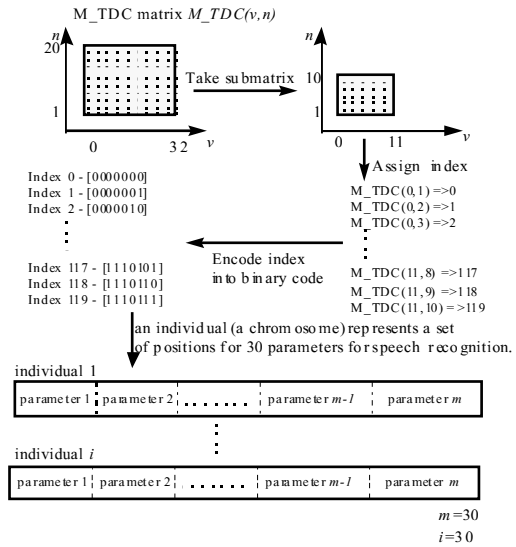 M_TDC matrix M_TDC(v,n)
n
20
1
0
32
v
Take submatrix
n
10
1
0
11
v
Assign index
Index 0 - [0000000]
Index 1 - [0000001]
Index 2 - [0000010]
M_TDC(0,1) =>0
M_TDC(0,2) =>1
M_TDC(0,3) =>2
Encode index
into binary code
Index 117 - [1110101]
Index 118 - [1110110]
Index 119 - [1110111]
M_TDC(11,8) =>117
M_TDC(11,9) =>118
M_TDC(11,10) =>119
an individual (a chromosome) represents a set
of positions for 30 parameters for speech recognition.
individual 1
parameter 1 parameter 2 ....... parameter m-1 parameter m
individual i
parameter 1 parameter 2 ....... parameter m-1 parameter m
m=30
i=30